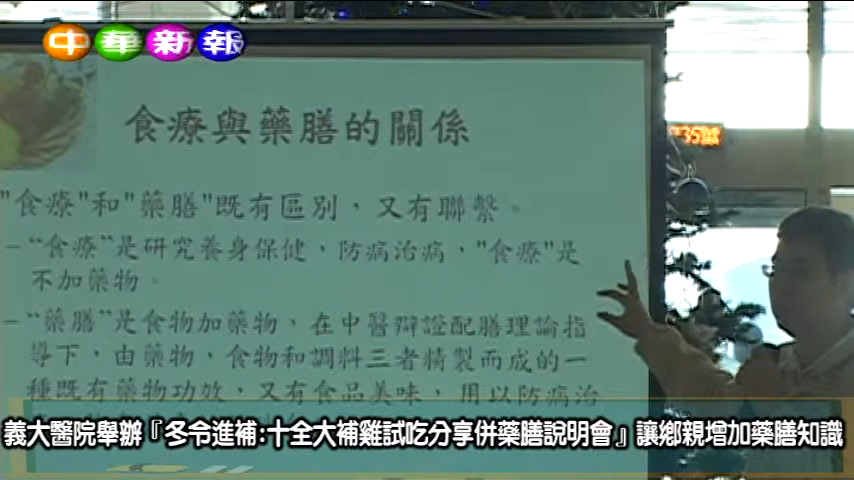 中華新報
食療與藥膳的關係
"食療"和"藥膳"既有區別，又有聯繫。
–“食療”是研究養身保健，防病治病，"食療"是
不加藥物。
–“藥膳”是食物加藥物，在中醫辯證配膳理論指
導下，由藥物，食物和調料三者精製而成的一
種既有藥物功效，又有食品美味，用以防病治
義大醫院舉辦『冬令進補:十全大補雞試吃分享併藥膳說明會』讓鄉親增加藥膳知識